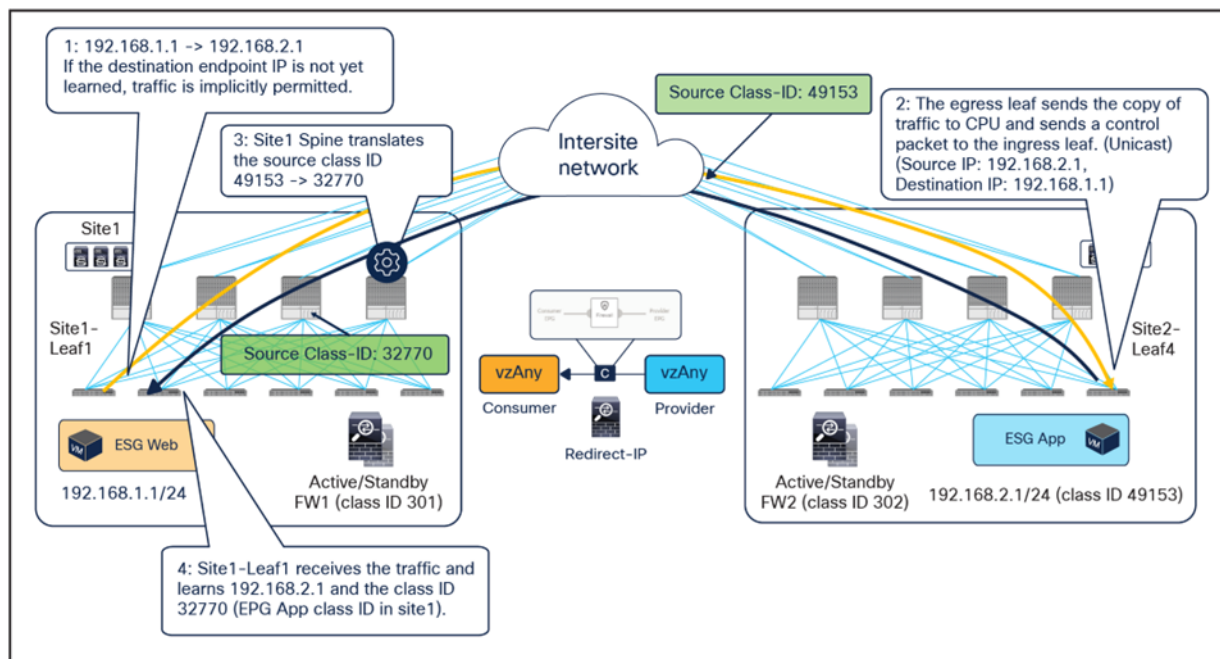 1: 192.168.1.1 -> 192.168.2.1
If the destination endpoint IP is not yet
learned, traffic is implicitly permitted.
Source Class-ID: 49153
2: The egress leaf sends the copy of
traffic to CPU and sends a control
packet to the ingress leaf. (Unicast)
(Source IP: 192.168.2.1,
Destination IP: 192.168.1.1)
3: Site1 Spine translates
the source class ID
49153 -> 32770
Intersite
network
Site1
Site1-
Leaf1
Source Class-ID: 32770
Consumer
EPG
Firewall
Provider
EPG
Site2-
Leaf4
vzAny
C
vzAny
Consumer
Provider
Redirect-IP
VM
ESG Web
192.168.1.1/24
Active/Standby
FW1 (class ID 301)
Active/Standby
FW2 (class ID 302)
ESG App
VM
192.168.2.1/24 (class ID 49153)
4: Site1-Leaf1 receives the traffic and
learns 192.168.2.1 and the class ID
32770 (EPG App class ID in site1).